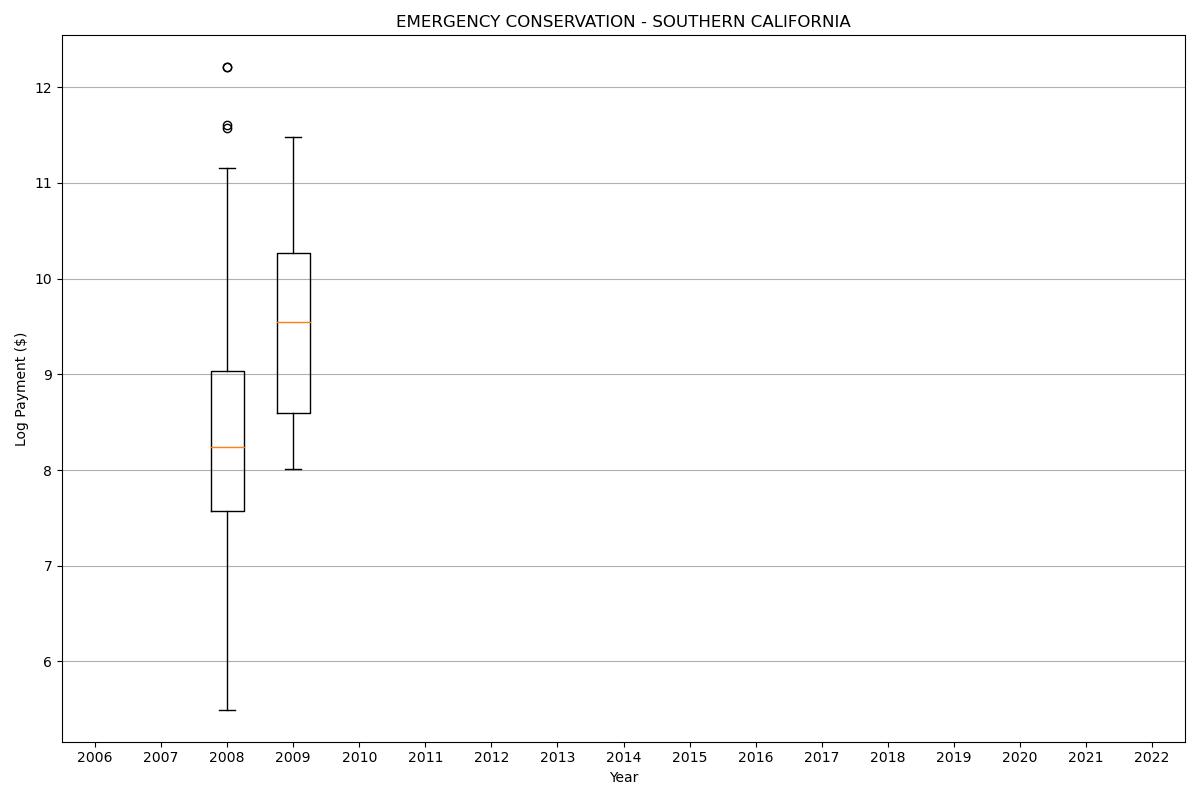 EMERGENCY CONSERVATION - SOUTHERN CALIFORNIA
12
11
10
9
8
7
6
Log Payment ($)
2006 2007 2008 2009 2010 2011 2012 2013 2014 2015 2016 2017 2018 2019 2020 2021 2022
Year